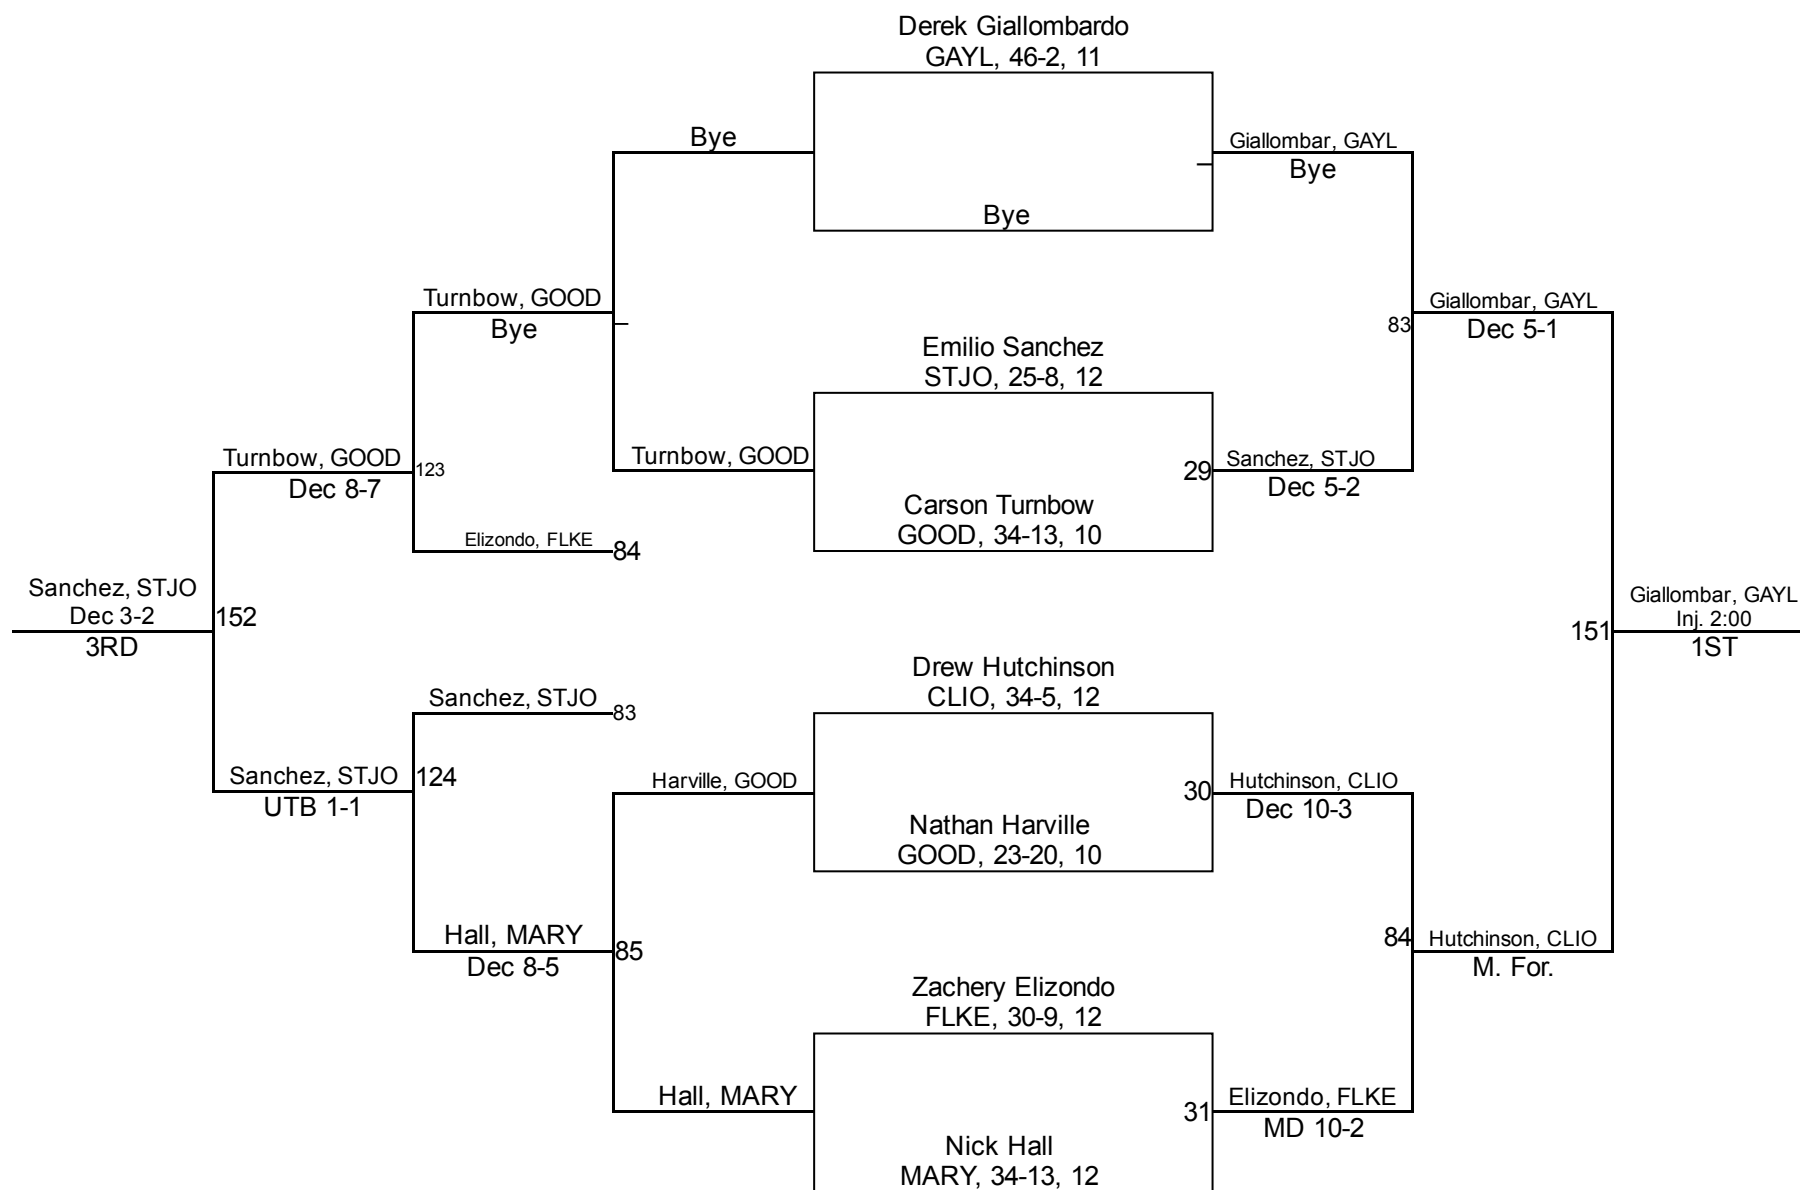 Derek Giallombardo
GAYL, 46-2, 11
Bye
Giallombar, GAYL
Bye
Bye
Turnbow, GOOD
Bye
Giallombar, GAYL
83
Dec 5-1
Emilio Sanchez
STJO, 25-8, 12
Turnbow, GOOD
123
Dec 8-7
Turnbow, GOOD
29
Sanchez, STJO
Dec 5-2
Carson Turnbow
GOOD, 34-13, 10
Elizondo, FLKE
84
Sanchez, STJO
Dec 3-2
152
3RD
Giallombar, GAYL
Inj. 2:00
151
1ST
Drew Hutchinson
CLIO, 34-5, 12
Sanchez, STJO
83
Sanchez, STJO
124
UTB 1-1
Harville, GOOD
30
Hutchinson, CLIO
Dec 10-3
Nathan Harville
GOOD, 23-20, 10
Hall, MARY
85
Dec 8-5
84
Hutchinson, CLIO
M. For.
Zachery Elizondo
FLKE, 30-9, 12
Hall, MARY
31
Elizondo, FLKE
MD 10-2
Nick Hall
MARY, 34-13, 12